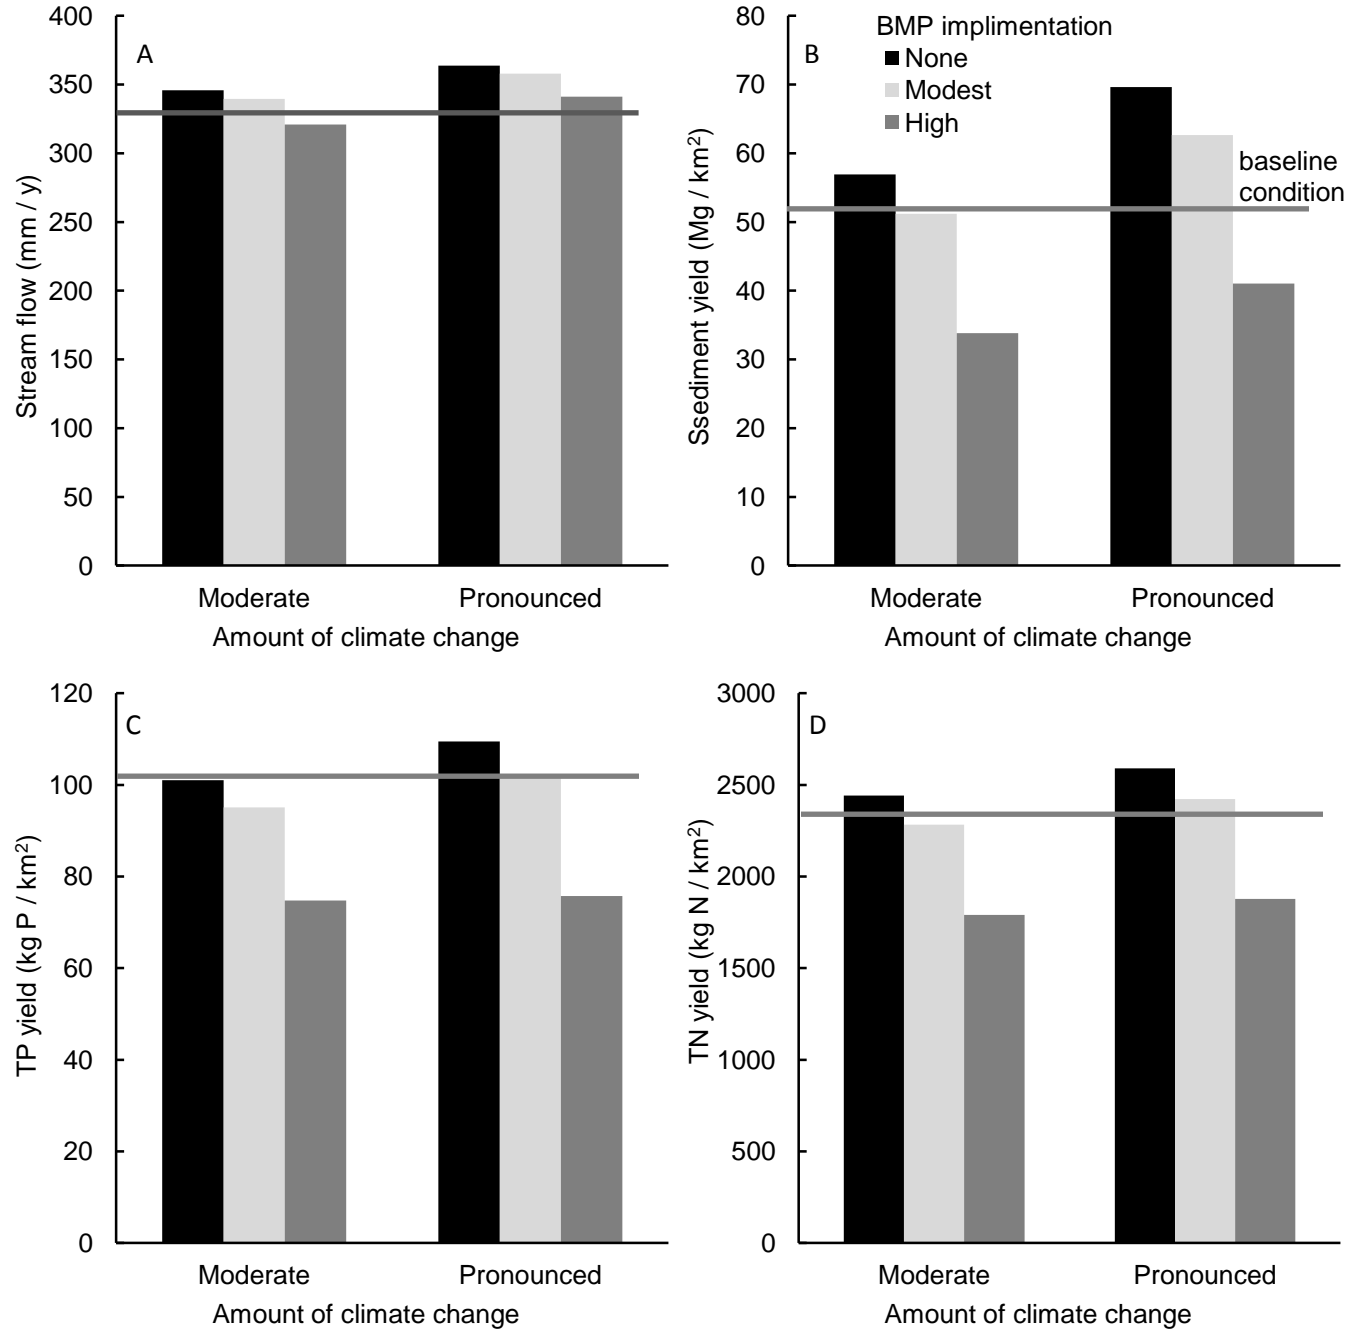 A
400
350
300
250
200
150
100
50
0
Stream flow (mm / y)
Moderate
Pronounced
Amount of climate change
B
BMP implimentation
None
Modest
High
baseline
condition
80
70
60
50
40
30
20
10
0
Ssediment yield (Mg / km²)
Moderate
Pronounced
Amount of climate change
C
120
100
80
60
40
20
0
TP yield (kg P / km²)
Moderate
Pronounced
Amount of climate change
D
3000
2500
2000
1500
1000
500
0
TN yield (kg N / km²)
Moderate
Pronounced
Amount of climate change